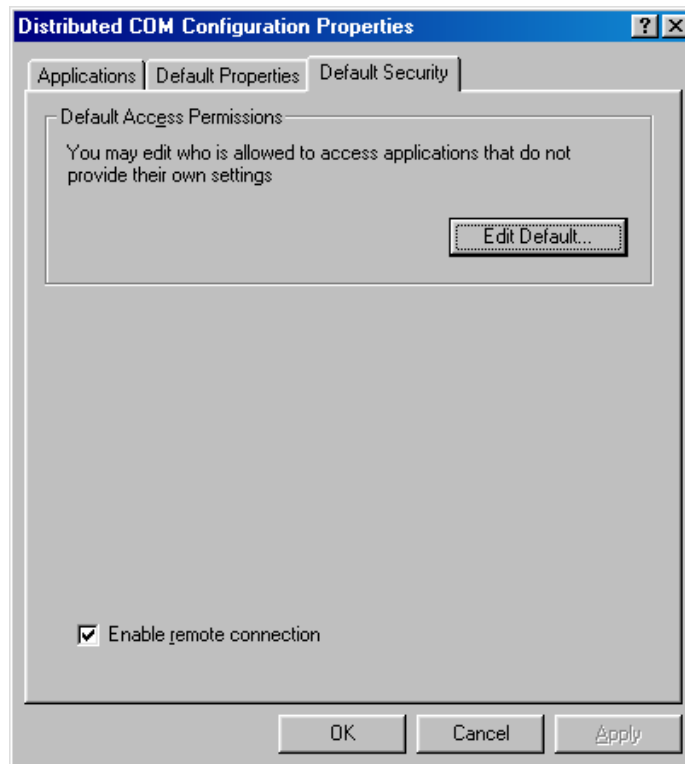 Distributed COM Configuration Properties
Applications Default Properties Default Security
Default Access Permissions
You may edit who is allowed to access applications that do not
provide their own settings
Edit Default...
Enable remote connection
OK Cancel Apply